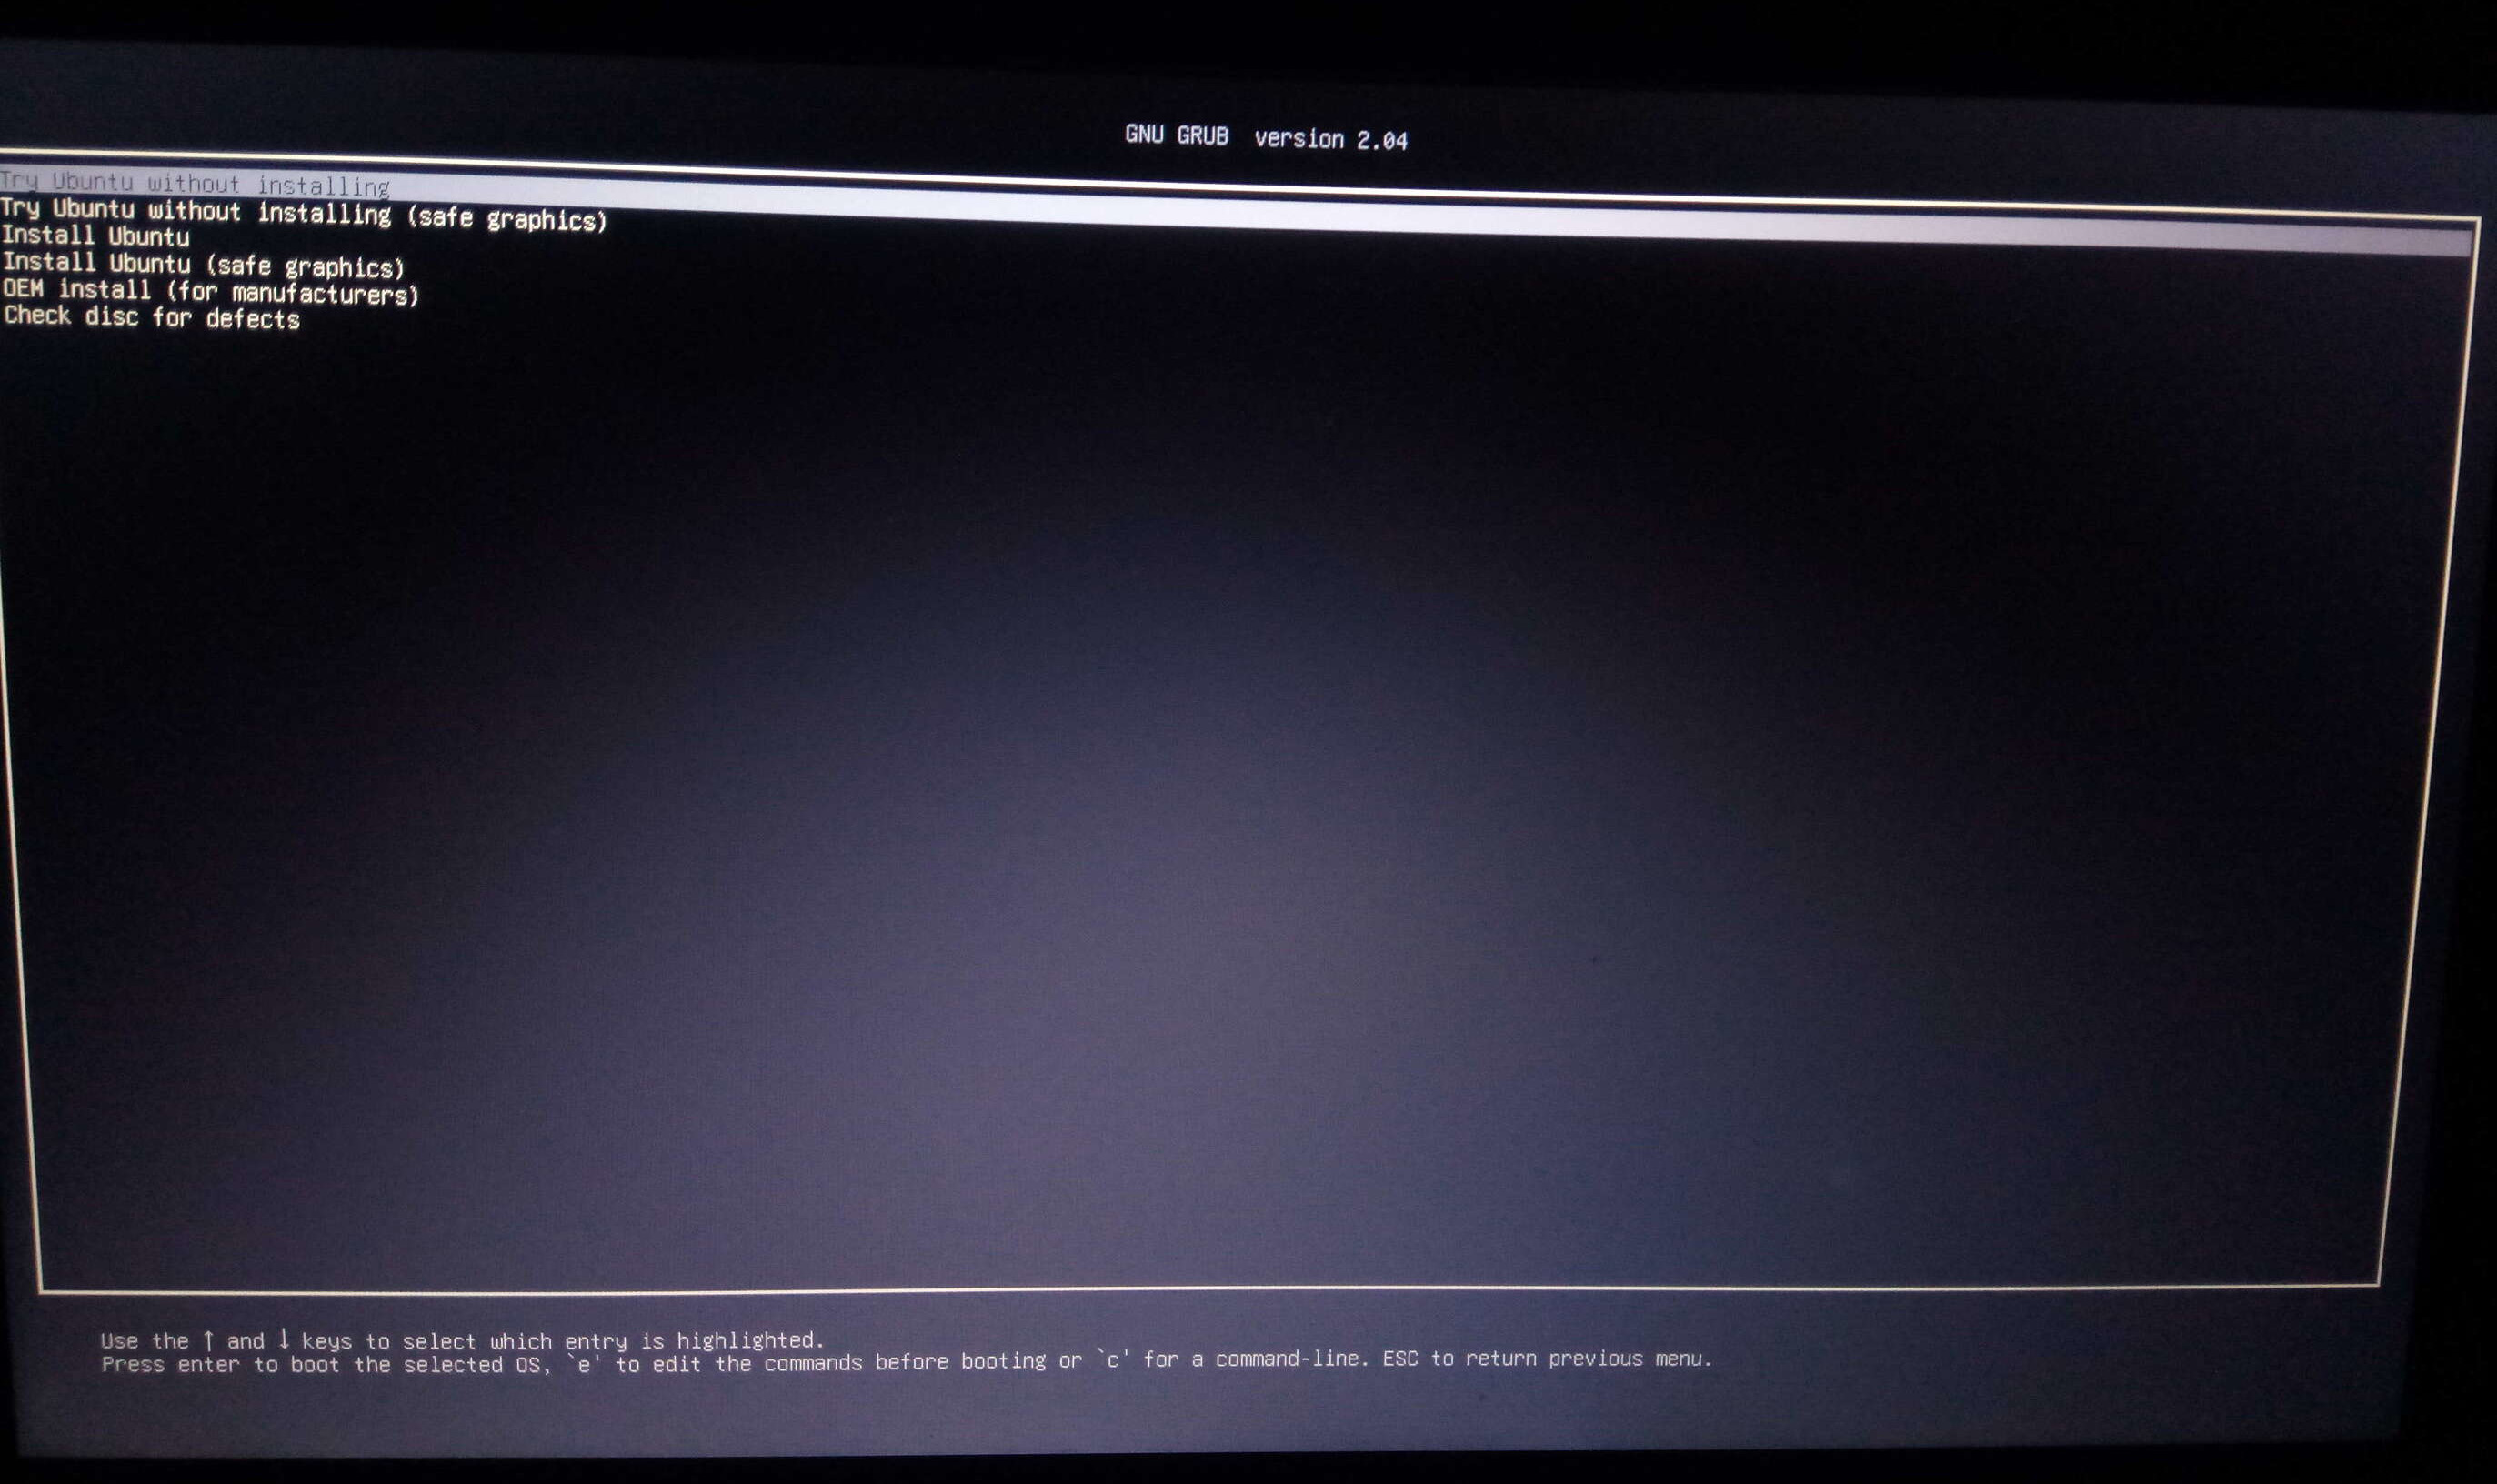 GNU GRUB  version 2.04
Try Ubuntu without installing
Try Ubuntu without installing (safe graphics)
Install Ubuntu
Install Ubuntu (safe graphics)
OEM install (for manufacturers)
Check disc for defects
Use the ↑ and ↓ keys to select which entry is highlighted.
Press enter to boot the selected OS, `e' to edit the commands before booting or `c' for a command-line. ESC to return previous menu.